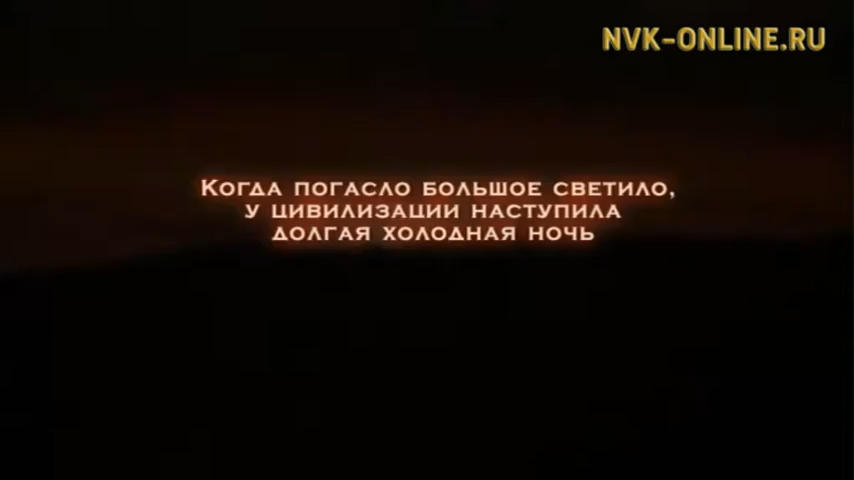 NVK-ONLINE.RU
Когда погасло большое светило,
у цивилизации наступила
долгая холодная ночь